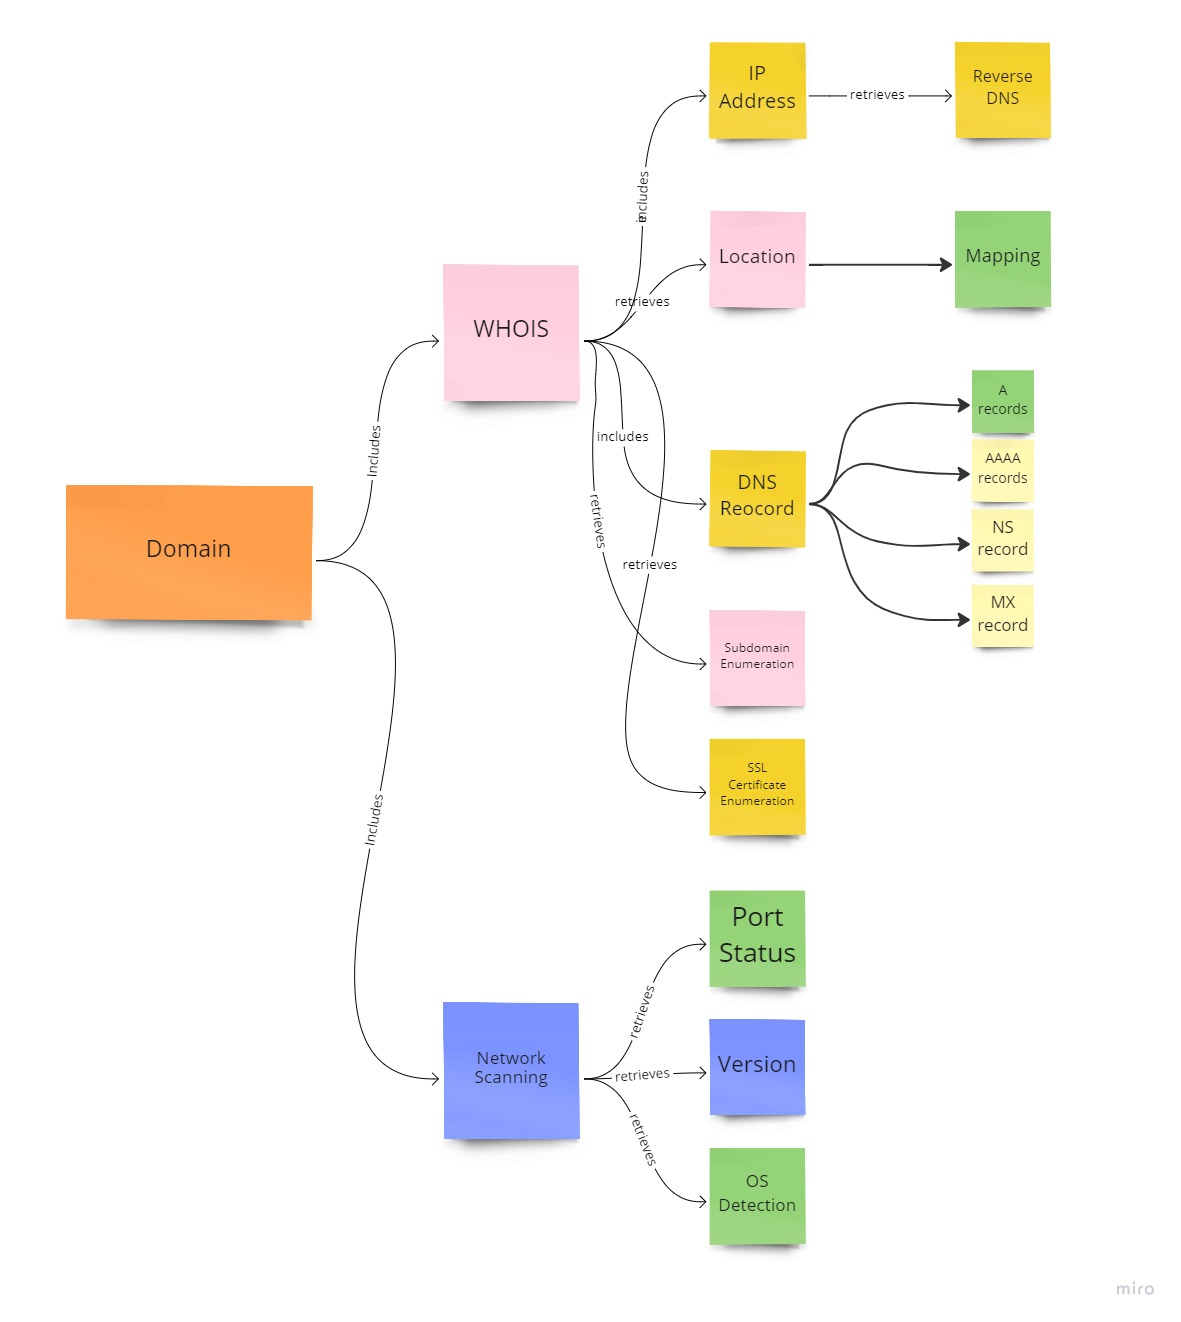 IP
Address
retrieves
Reverse
DNS
includes
Location
Mapping
retrieves
WHOIS
A
records
includes
Includes
AAAA
records
DNS
Reocord
NS
record
retrieves
Domain
retrieves
MX
record
Subdomain
Enumeration
SSL
Certificate
Enumeration
Includes
Port
Status
retrieves
Network
Scanning
retrieves
Version
retrieves
OS
Detection
miro